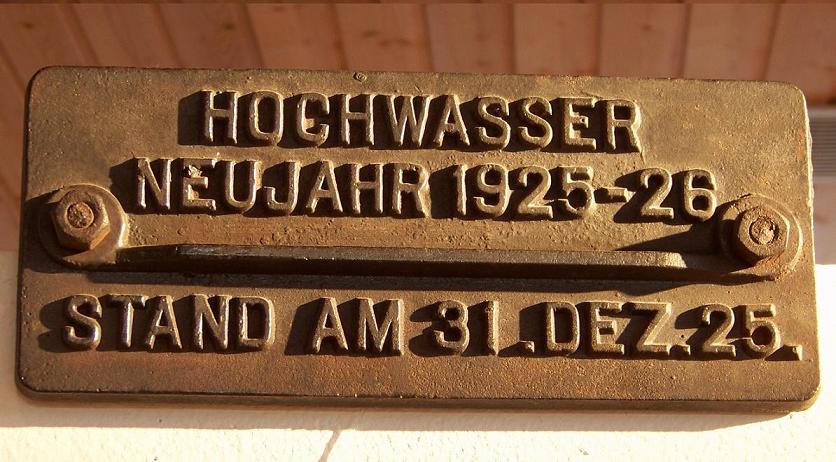 HOCHWASSER
NEUJAHR 1925-26
STAND AM 31.DEZ.25.